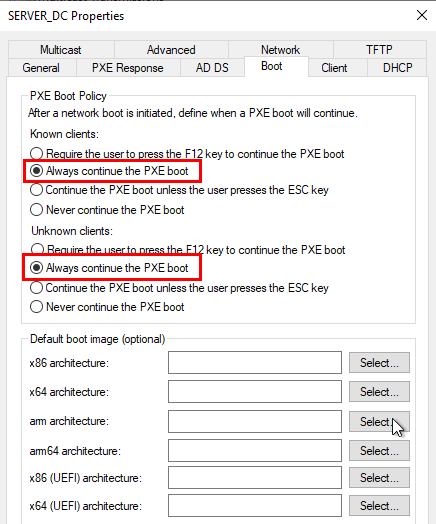 SERVER_DC Properties
Multicast Advanced Network TFTP
General PXE Response AD DS Boot Client DHCP
PXE Boot Policy
After a network boot is initiated, define when a PXE boot will continue.
Known clients:
Require the user to press the F12 key to continue the PXE boot
Always continue the PXE boot
Continue the PXE boot unless the user presses the ESC key
Never continue the PXE boot
Unknown clients:
Require the user to press the F12 key to continue the PXE boot
Always continue the PXE boot
Continue the PXE boot unless the user presses the ESC key
Never continue the PXE boot
Default boot image (optional)
x86 architecture: Select...
x64 architecture: Select...
arm architecture: Select...
arm64 architecture: Select...
x86 (UEFI) architecture: Select...
x64 (UEFI) architecture: Select...